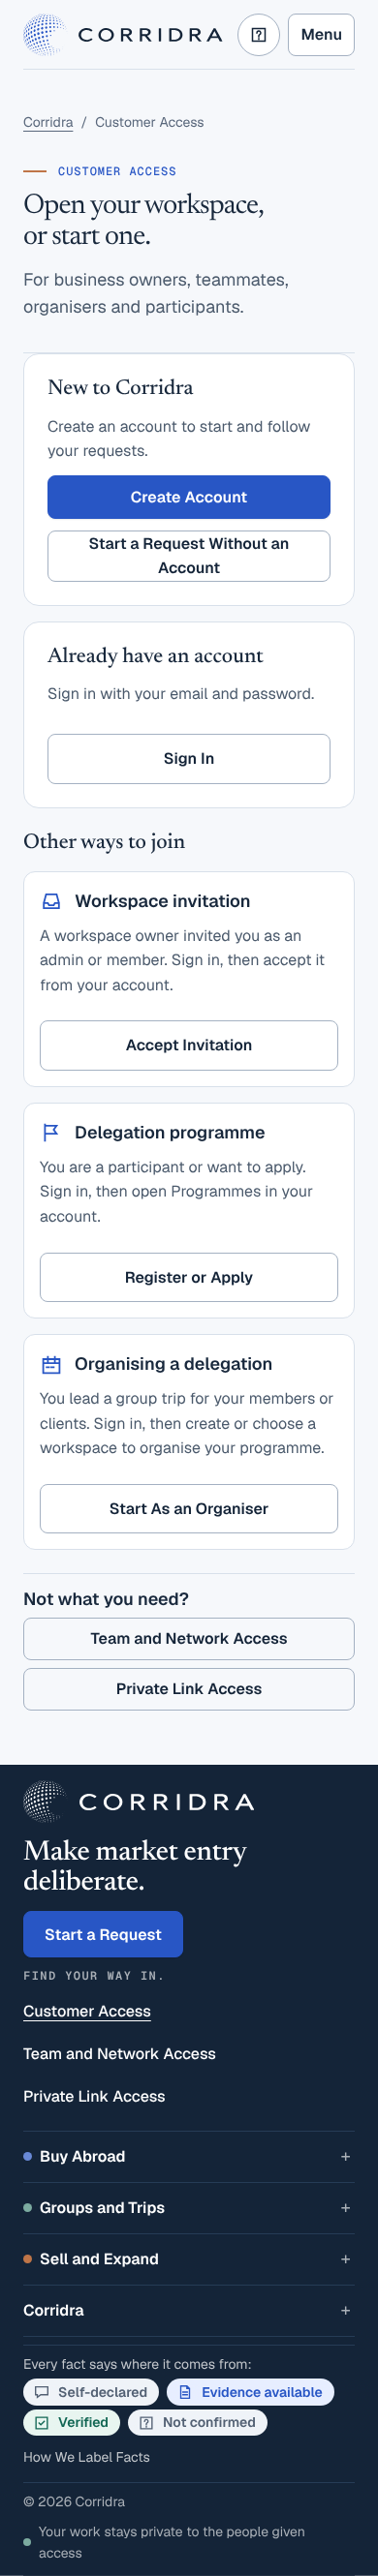 CORRIDRA
Menu
Corridra / Customer Access
CUSTOMER ACCESS
Open your workspace,
or start one.
For business owners, teammates,
organisers and participants.
New to Corridra
Create an account to start and follow
your requests.
Create Account
Start a Request Without an
Account
Already have an account
Sign in with your email and password.
Sign In
Other ways to join
Workspace invitation
A workspace owner invited you as an
admin or member. Sign in, then accept it
from your account.
Accept Invitation
Delegation programme
You are a participant or want to apply.
Sign in, then open Programmes in your
account.
Register or Apply
Organising a delegation
You lead a group trip for your members or
clients. Sign in, then create or choose a
workspace to organise your programme.
Start As an Organiser
Not what you need?
Team and Network Access
Private Link Access
CORRIDRA
Make market entry
deliberate.
Start a Request
FIND YOUR WAY IN.
Customer Access
Team and Network Access
Private Link Access
Buy Abroad +
Groups and Trips +
Sell and Expand +
Corridra +
Every fact says where it comes from:
Self-declared Evidence available
Verified Not confirmed
How We Label Facts
© 2026 Corridra
Your work stays private to the people given
access